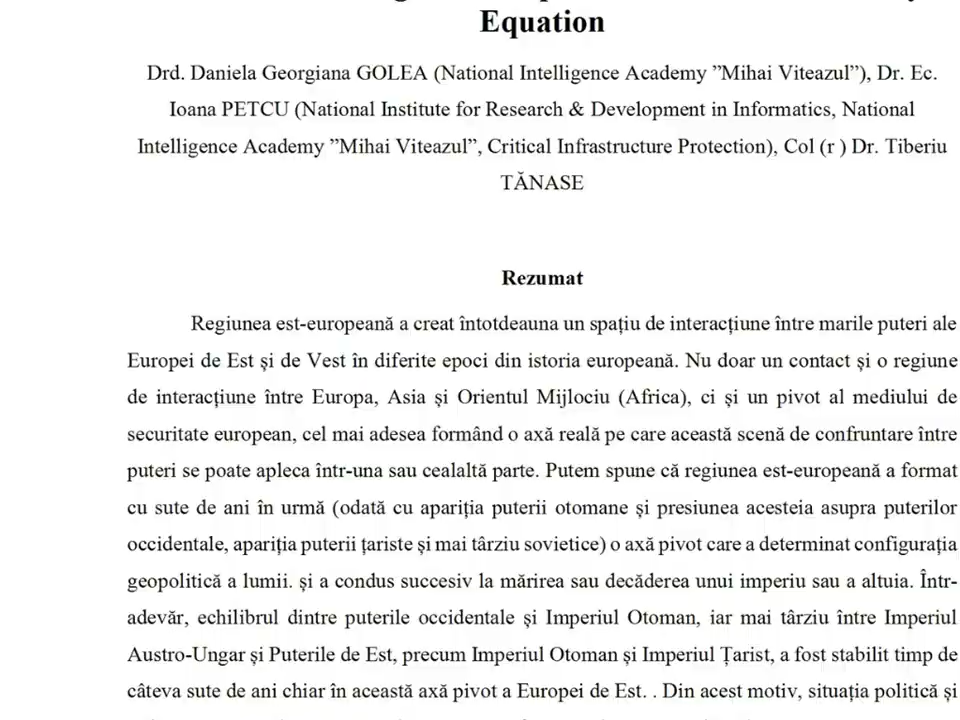 Equation
Drd. Daniela Georgiana GOLEA (National Intelligence Academy ”Mihai Viteazul”), Dr. Ec.
Ioana PETCU (National Institute for Research & Development in Informatics, National
Intelligence Academy ”Mihai Viteazul”, Critical Infrastructure Protection), Col (r ) Dr. Tiberiu
TĂNASE
Rezumat
Regiunea est-europeană a creat întotdeauna un spațiu de interacțiune între marile puteri ale
Europei de Est și de Vest în diferite epoci din istoria europeană. Nu doar un contact și o regiune
de interacțiune între Europa, Asia și Orientul Mijlociu (Africa), ci și un pivot al mediului de
securitate european, cel mai adesea formând o axă reală pe care această scenă de confruntare între
puteri se poate apleca într-una sau cealaltă parte. Putem spune că regiunea est-europeană a format
cu sute de ani în urmă (odată cu apariția puterii otomane și presiunea acesteia asupra puterilor
occidentale, apariția puterii țariste și mai târziu sovietice) o axă pivot care a determinat configurația
geopolitică a lumii. și a condus succesiv la mărirea sau decăderea unui imperiu sau a altuia. Într-
adevăr, echilibrul dintre puterile occidentale și Imperiul Otoman, iar mai târziu între Imperiul
Austro-Ungar și Puterile de Est, precum Imperiul Otoman și Imperiul Țarist, a fost stabilit timp de
câteva sute de ani chiar în această axă pivot a Europei de Est. . Din acest motiv, situația politică și